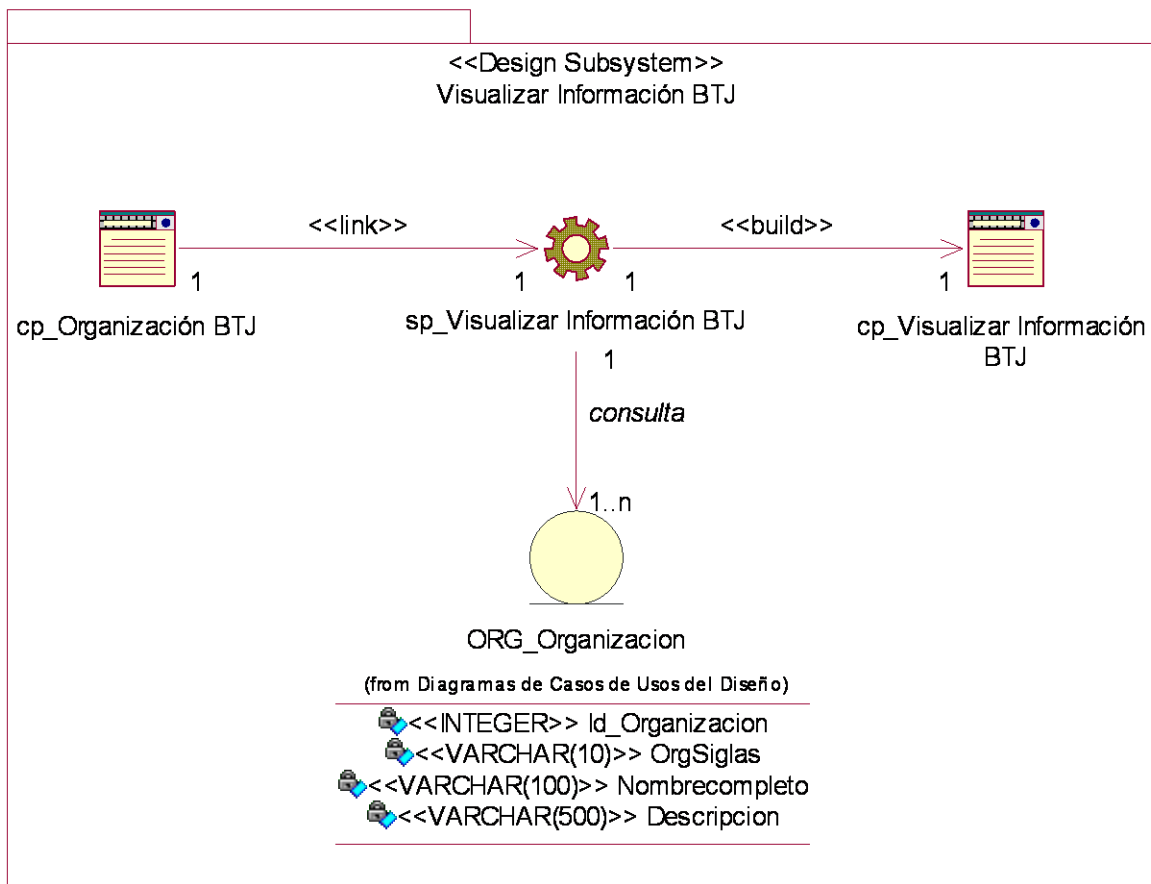 <<Design Subsystem>>
Visualizar Información BTJ
<<link>>
<<build>>
1
1
1
1
cp_Organización BTJ
sp_Visualizar Información BTJ
cp_Visualizar Información
BTJ
1
consulta
1..n
ORG_Organizacion
(from Diagramas de Casos de Usos del Diseño)
<<INTEGER>> Id_Organizacion
<<VARCHAR(10)>> OrgSiglas
<<VARCHAR(100)>> Nombrecompleto
<<VARCHAR(500)>> Descripcion